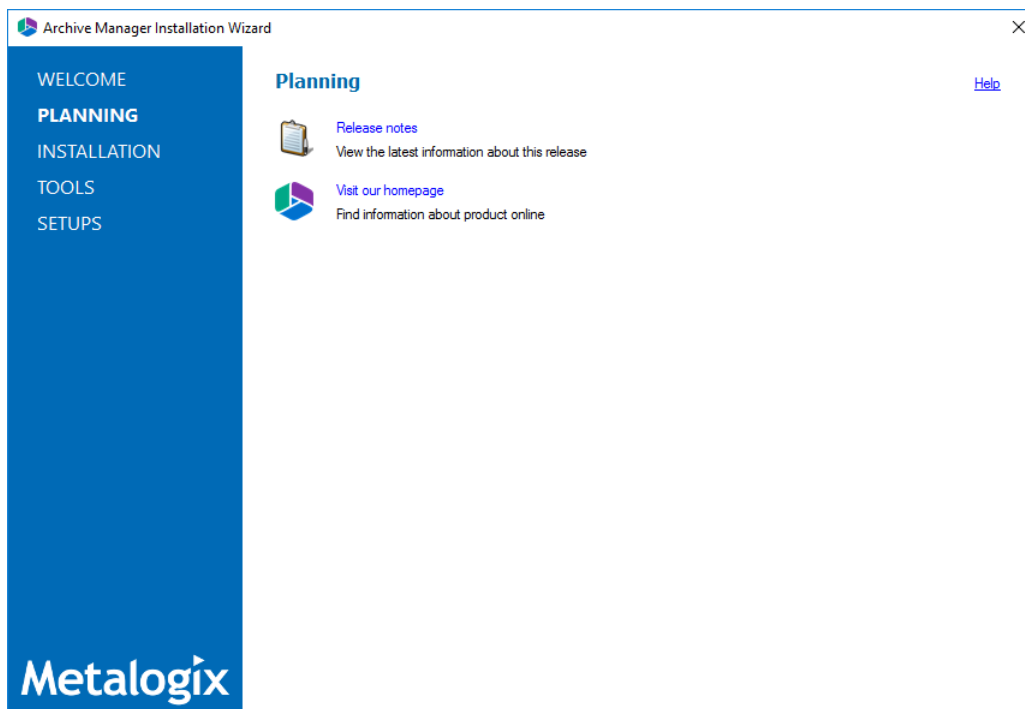 Archive Manager Installation Wizard
WELCOME
PLANNING
INSTALLATION
TOOLS
SETUPS
Metalogix
Planning
Help
Release notes
View the latest information about this release
Visit our homepage
Find information about product online